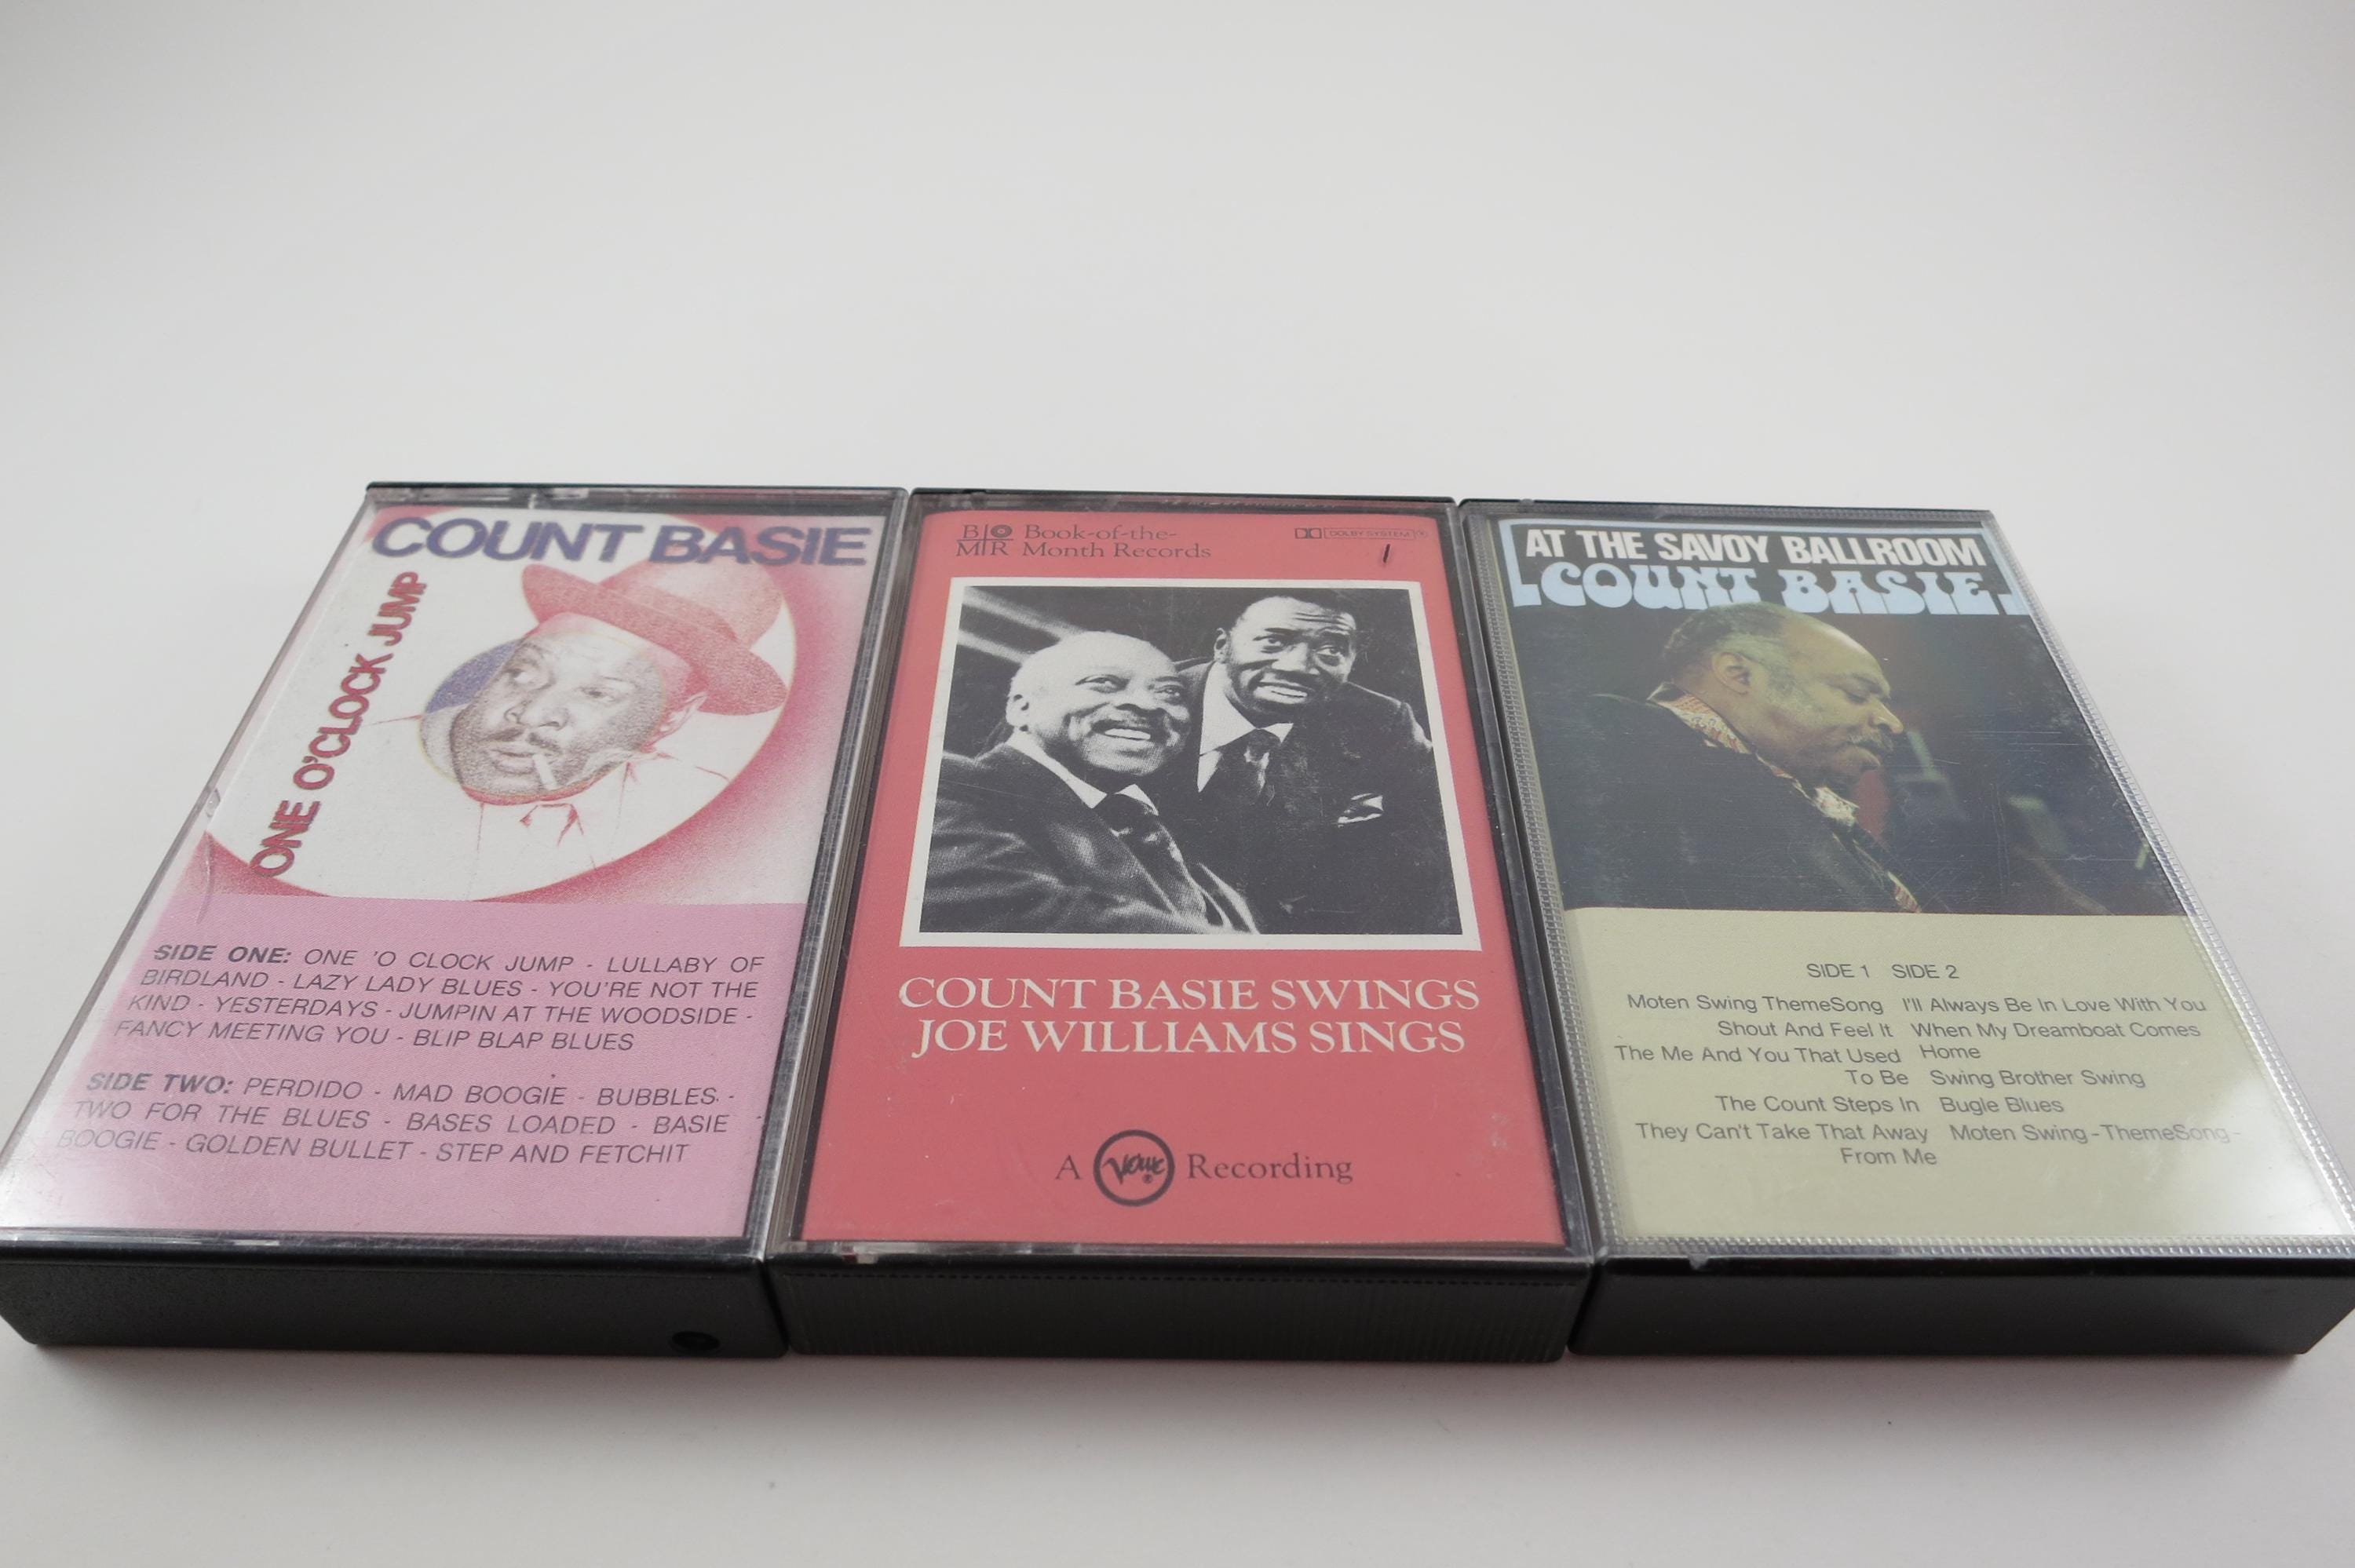 COUNT BASIE
ONE O'CLOCK JUMP
SIDE ONE: ONE 'O CLOCK JUMP - LULLABY OF
BIRDLAND - LAZY LADY BLUES - YOU'RE NOT THE
KIND - YESTERDAYS - JUMPIN AT THE WOODSIDE -
FANCY MEETING YOU - BLIP BLAP BLUES
SIDE TWO: PERDIDO - MAD BOOGIE - BUBBLES -
TWO FOR THE BLUES - BASES LOADED - BASIE -
BOOGIE - GOLDEN BULLET - STEP AND FETCHIT
BOMR Book-of-the-
Month Records
DOLBY SYSTEM ®
COUNT BASIE SWINGS
JOE WILLIAMS SINGS
A Verve® Recording
AT THE SAVOY BALLROOM
COUNT BASIE
SIDE 1 SIDE 2
Moten Swing ThemeSong I'll Always Be In Love With You
Shout And Feel It When My Dreamboat Comes
The Me And You That Used Home
To Be Swing Brother Swing
The Count Steps In Bugle Blues
They Can't Take That Away Moten Swing - ThemeSong -
From Me